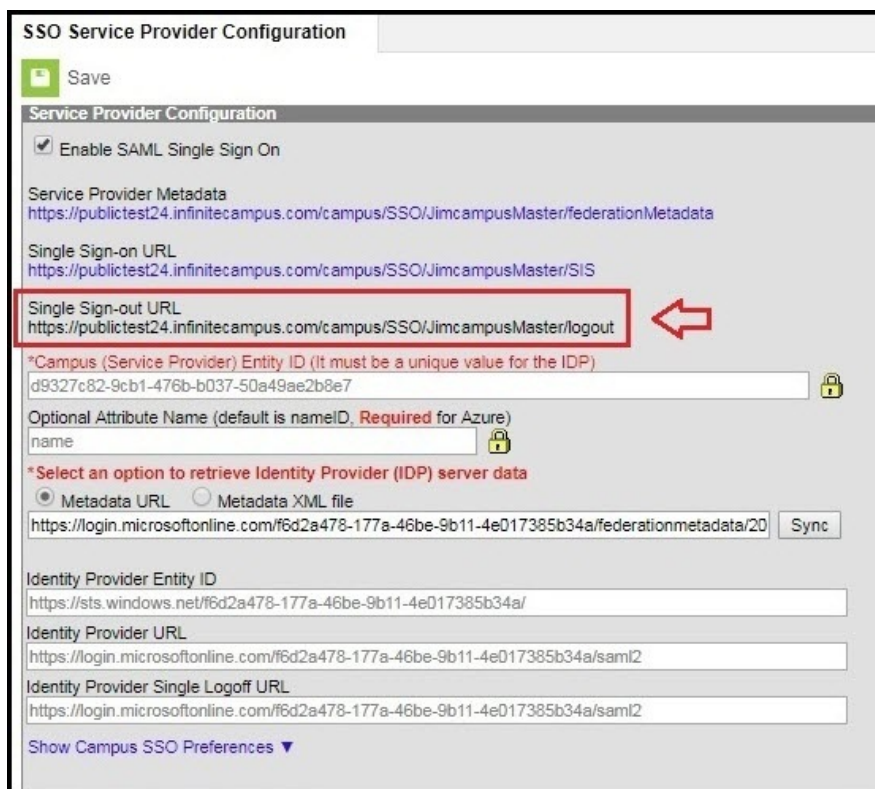 SSO Service Provider Configuration
Save
Service Provider Configuration
Enable SAML Single Sign On
Service Provider Metadata
https://publictest24.infinitecampus.com/campus/SSO/JimcampusMaster/federationMetadata
Single Sign-on URL
https://publictest24.infinitecampus.com/campus/SSO/JimcampusMaster/SIS
Single Sign-out URL
https://publictest24.infinitecampus.com/campus/SSO/JimcampusMaster/logout
*Campus (Service Provider) Entity ID (It must be a unique value for the IDP)
d9327c82-9cb1-476b-b037-50a49ae2b8e7
Optional Attribute Name (default is nameID, Required for Azure)
name
*Select an option to retrieve Identity Provider (IDP) server data
Metadata URL Metadata XML file
https://login.microsoftonline.com/f6d2a478-177a-46be-9b11-4e017385b34a/federationmetadata/20 Sync
Identity Provider Entity ID
https://sts.windows.net/f6d2a478-177a-46be-9b11-4e017385b34a/
Identity Provider URL
https://login.microsoftonline.com/f6d2a478-177a-46be-9b11-4e017385b34a/saml2
Identity Provider Single Logoff URL
https://login.microsoftonline.com/f6d2a478-177a-46be-9b11-4e017385b34a/saml2
Show Campus SSO Preferences ▼